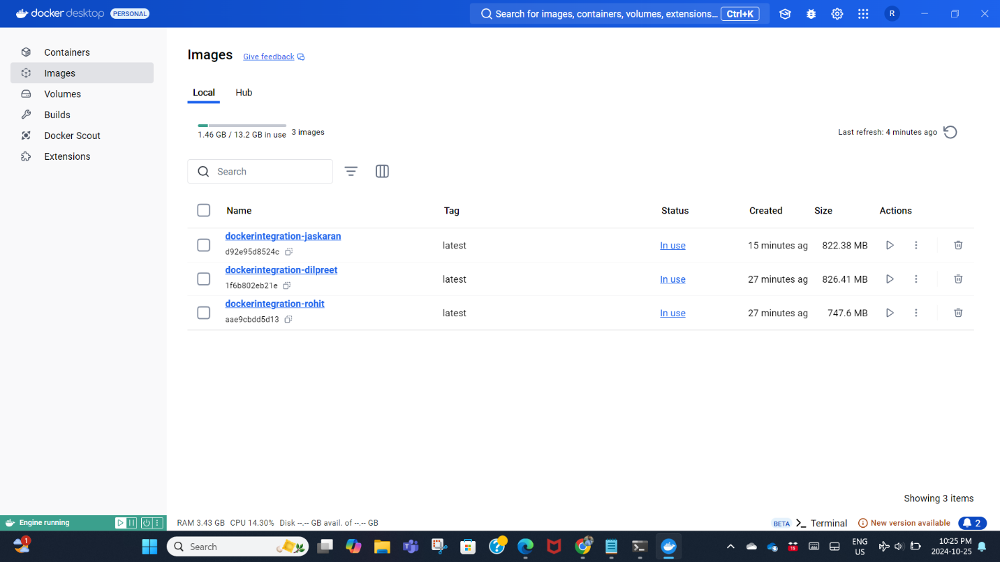 docker desktop PERSONAL
Search for images, containers, volumes, extensions... Ctrl+K
R
Containers
Images
Volumes
Builds
Docker Scout
Extensions
Images Give feedback
Local Hub
1.46 GB / 13.2 GB in use 3 images
Last refresh: 4 minutes ago
Search
Name Tag Status Created Size Actions
dockerintegration-jaskaran
d92e95d8524c
latest In use 15 minutes ag 822.38 MB
dockerintegration-dilpreet
1f6b802eb21e
latest In use 27 minutes ag 826.41 MB
dockerintegration-rohit
aae9cbdd5d13
latest In use 27 minutes ag 747.6 MB
Showing 3 items
Engine running
RAM 3.43 GB CPU 14.30% Disk --.-- GB avail. of --.-- GB
BETA Terminal New version available 2
1
Search
15
ENG
US
10:25 PM
2024-10-25